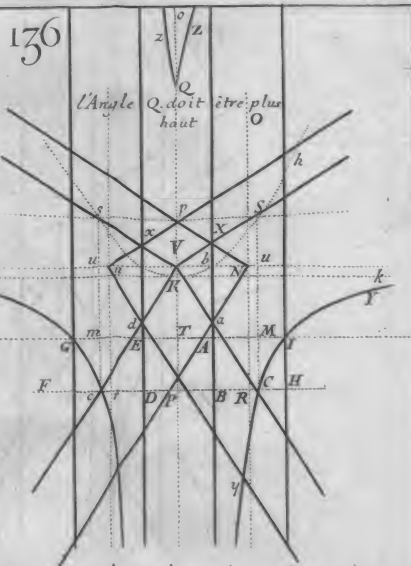 136
o
z Z
Q
l'Angle Q. doit être plus
haut O
h
s p S
x X
V
u n b N u
K
k
Y
d a
G m E T A M I
F c r D p B R C H
y